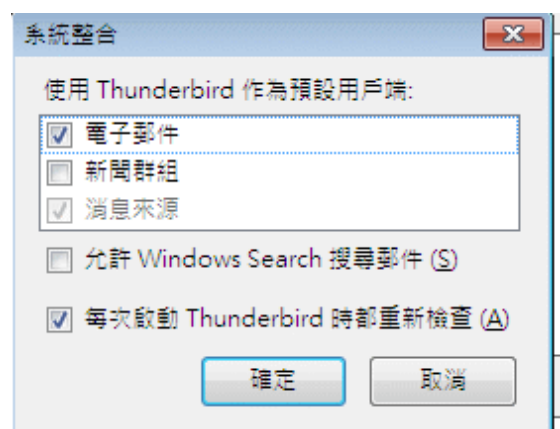 系統整合
使用 Thunderbird 作為預設用戶端:
電子郵件
新聞群組
消息來源
允許 Windows Search 搜尋郵件 (S)
每次啟動 Thunderbird 時都重新檢查 (A)
確定 取消